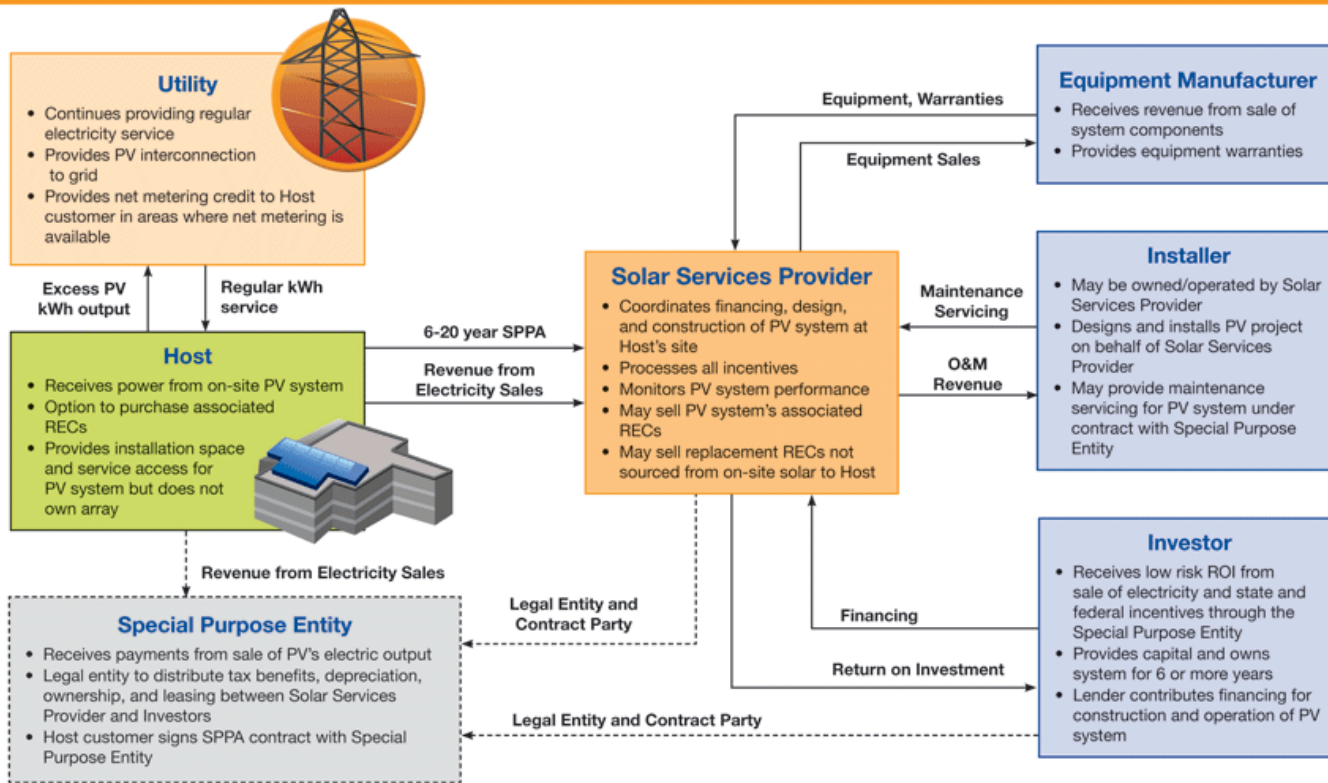 Utility
• Continues providing regular
electricity service
• Provides PV interconnection
to grid
• Provides net metering credit to Host
customer in areas where net metering is
available
Excess PV
kWh output
Regular kWh
service
Host
• Receives power from on-site PV system
• Option to purchase associated
RECs
• Provides installation space
and service access for
PV system but does not
own array
6-20 year SPPA
Revenue from
Electricity Sales
Revenue from Electricity Sales
Special Purpose Entity
• Receives payments from sale of PV's electric output
• Legal entity to distribute tax benefits, depreciation,
ownership, and leasing between Solar Services
Provider and Investors
• Host customer signs SPPA contract with Special
Purpose Entity
Solar Services Provider
• Coordinates financing, design,
and construction of PV system at
Host's site
• Processes all incentives
• Monitors PV system performance
• May sell PV system's associated
RECs
• May sell replacement RECs not
sourced from on-site solar to Host
Legal Entity and
Contract Party
Legal Entity and Contract Party
Equipment, Warranties
Equipment Sales
Equipment Manufacturer
• Receives revenue from sale of
system components
• Provides equipment warranties
Maintenance
Servicing
O&M
Revenue
Installer
• May be owned/operated by Solar
Services Provider
• Designs and installs PV project
on behalf of Solar Services
Provider
• May provide maintenance
servicing for PV system under
contract with Special Purpose
Entity
Financing
Return on Investment
Investor
• Receives low risk ROI from
sale of electricity and state and
federal incentives through the
Special Purpose Entity
• Provides capital and owns
system for 6 or more years
• Lender contributes financing for
construction and operation of PV
system